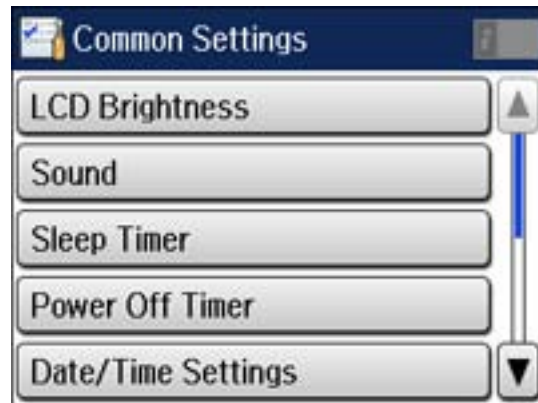 Common Settings
LCD Brightness
Sound
Sleep Timer
Power Off Timer
Date/Time Settings